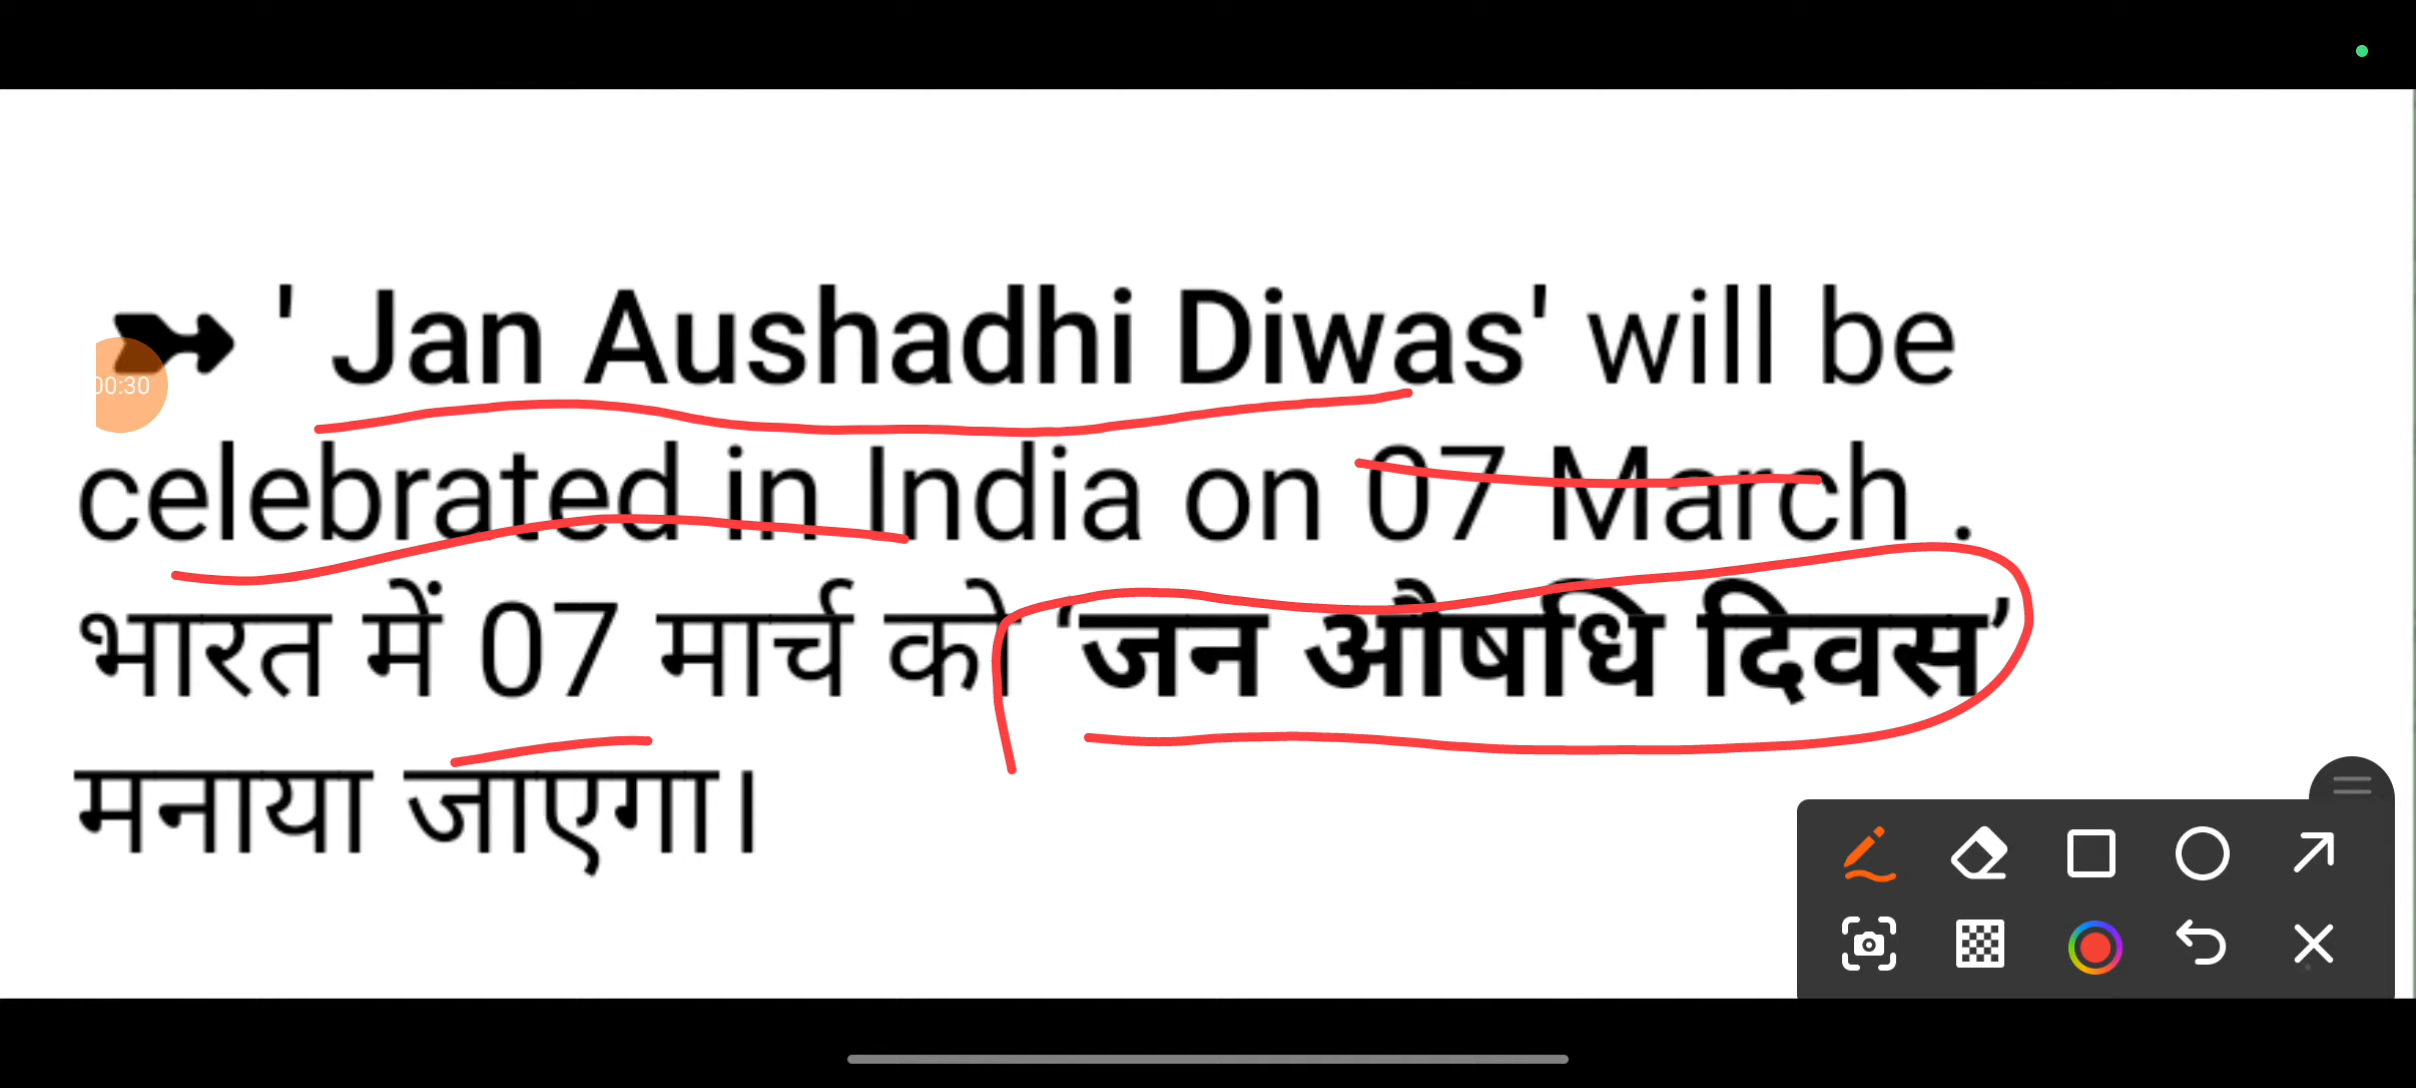 ➳ ' Jan Aushadhi Diwas' will be
00:30
celebrated in India on 07 March .
भारत में 07 मार्च को ‘जन औषधि दिवस’
मनाया जाएगा।